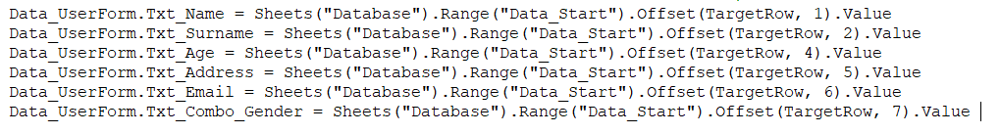 Data_UserForm.Txt_Name = Sheets("Database").Range("Data_Start").Offset(TargetRow, 1).Value
Data_UserForm.Txt_Surname = Sheets("Database").Range("Data_Start").Offset(TargetRow, 2).Value
Data_UserForm.Txt_Age = Sheets("Database").Range("Data_Start").Offset(TargetRow, 4).Value
Data_UserForm.Txt_Address = Sheets("Database").Range("Data_Start").Offset(TargetRow, 5).Value
Data_UserForm.Txt_Email = Sheets("Database").Range("Data_Start").Offset(TargetRow, 6).Value
Data_UserForm.Txt_Combo_Gender = Sheets("Database").Range("Data_Start").Offset(TargetRow, 7).Value